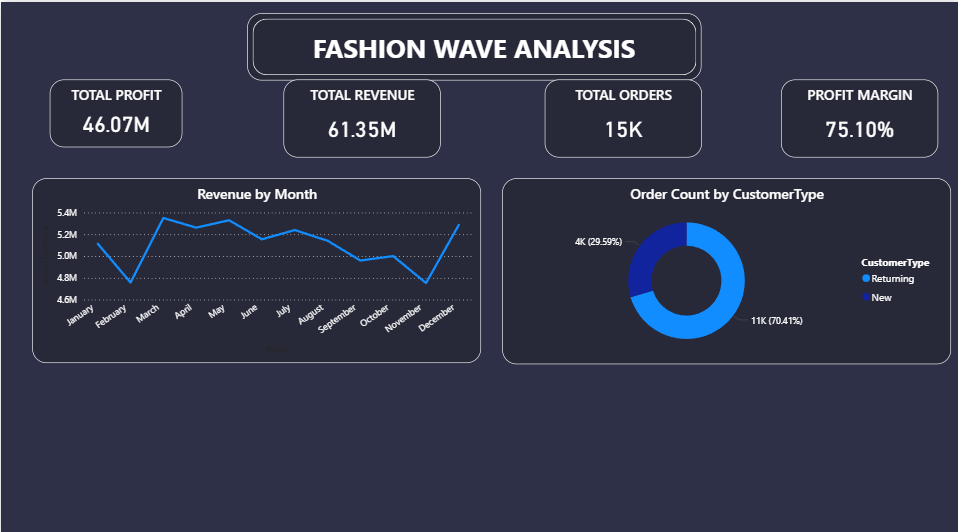 FASHION WAVE ANALYSIS
TOTAL PROFIT
46.07M
TOTAL REVENUE
61.35M
TOTAL ORDERS
15K
PROFIT MARGIN
75.10%
Revenue by Month
5.4M
5.2M
5.0M
4.8M
4.6M
January
February
March
April
May
June
July
August
September
October
November
December
Order Count by CustomerType
4K (29.59%)
11K (70.41%)
CustomerType
Returning
New